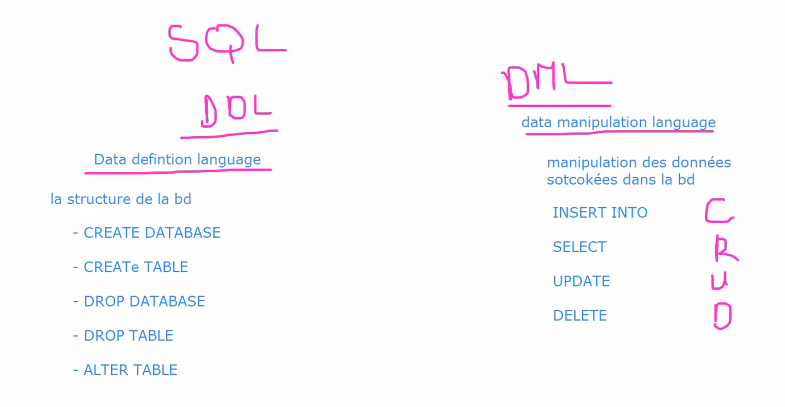 SQL
DDL
Data defintion language
la structure de la bd
- CREATE DATABASE
- CREATe TABLE
- DROP DATABASE
- DROP TABLE
- ALTER TABLE
DML
data manipulation language
manipulation des données
sotcokées dans la bd
INSERT INTO C
SELECT R
UPDATE U
DELETE D